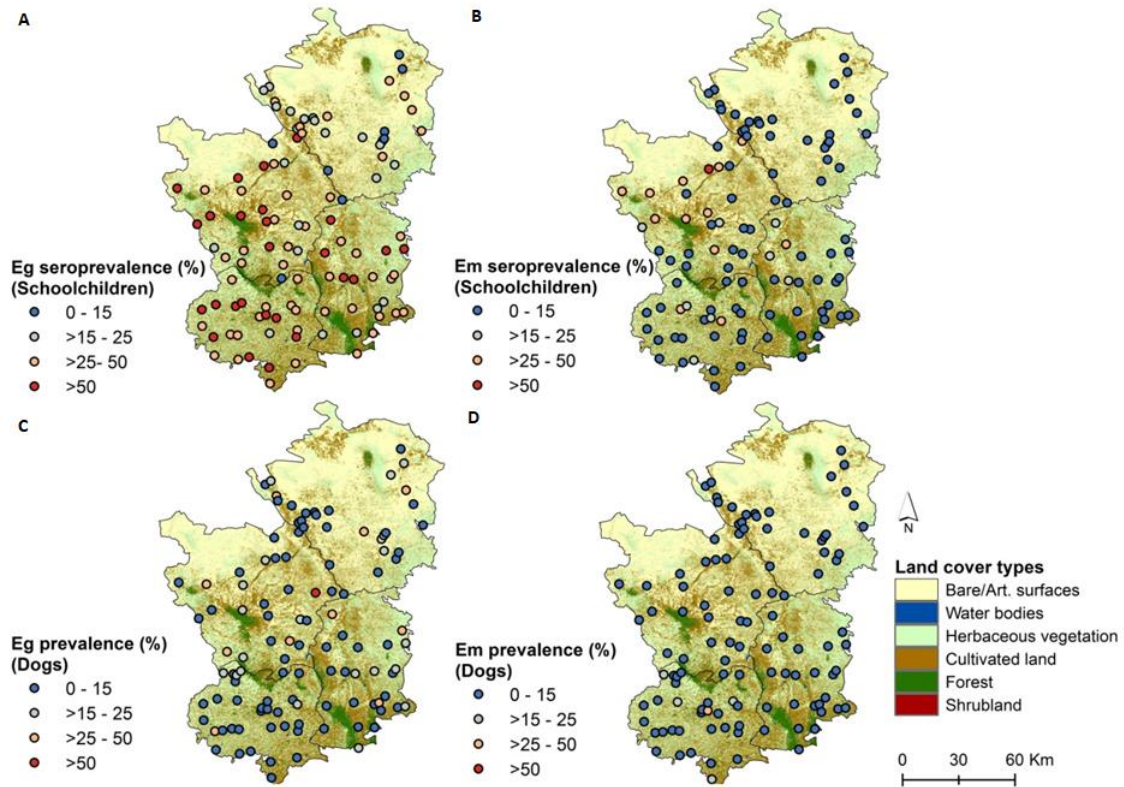 A
B
Eg seroprevalence (%)
(Schoolchildren)
0 - 15
>15 - 25
>25- 50
>50
Em seroprevalence (%)
(Schoolchildren)
0 - 15
>15 - 25
>25 - 50
>50
C
D
Eg prevalence (%)
(Dogs)
0 - 15
>15 - 25
>25 - 50
>50
Em prevalence (%)
(Dogs)
0 - 15
>15 - 25
>25 - 50
>50
N
Land cover types
Bare/Art. surfaces
Water bodies
Herbaceous vegetation
Cultivated land
Forest
Shrubland
0 30 60 Km